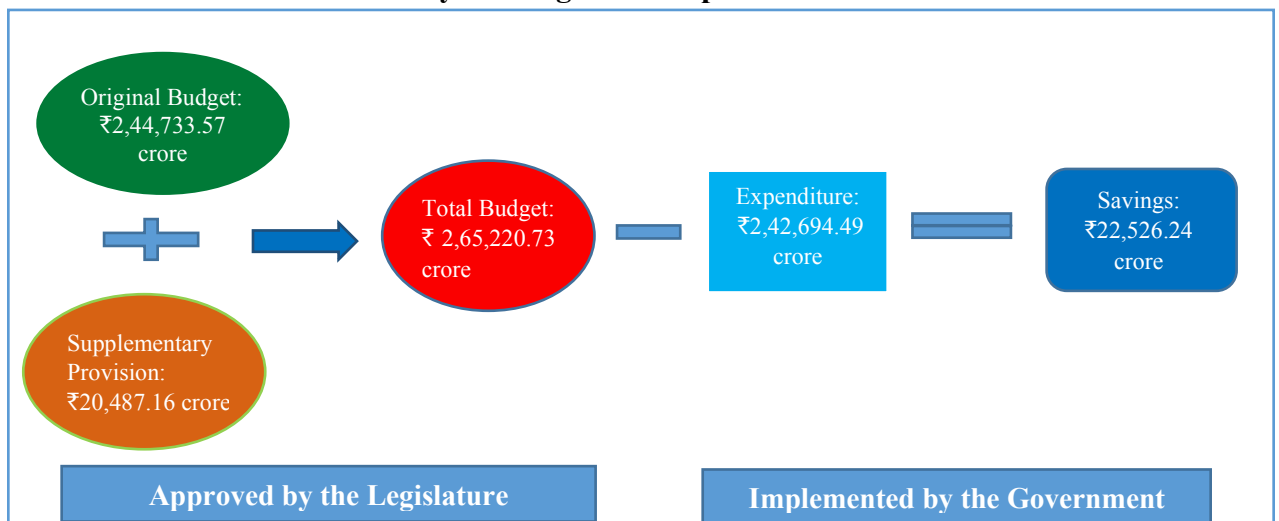 Original Budget:
₹2,44,733.57
crore
Supplementary
Provision:
₹20,487.16 crore
Total Budget:
₹ 2,65,220.73
crore
Expenditure:
₹2,42,694.49
crore
Savings:
₹22,526.24
crore
Approved by the Legislature
Implemented by the Government